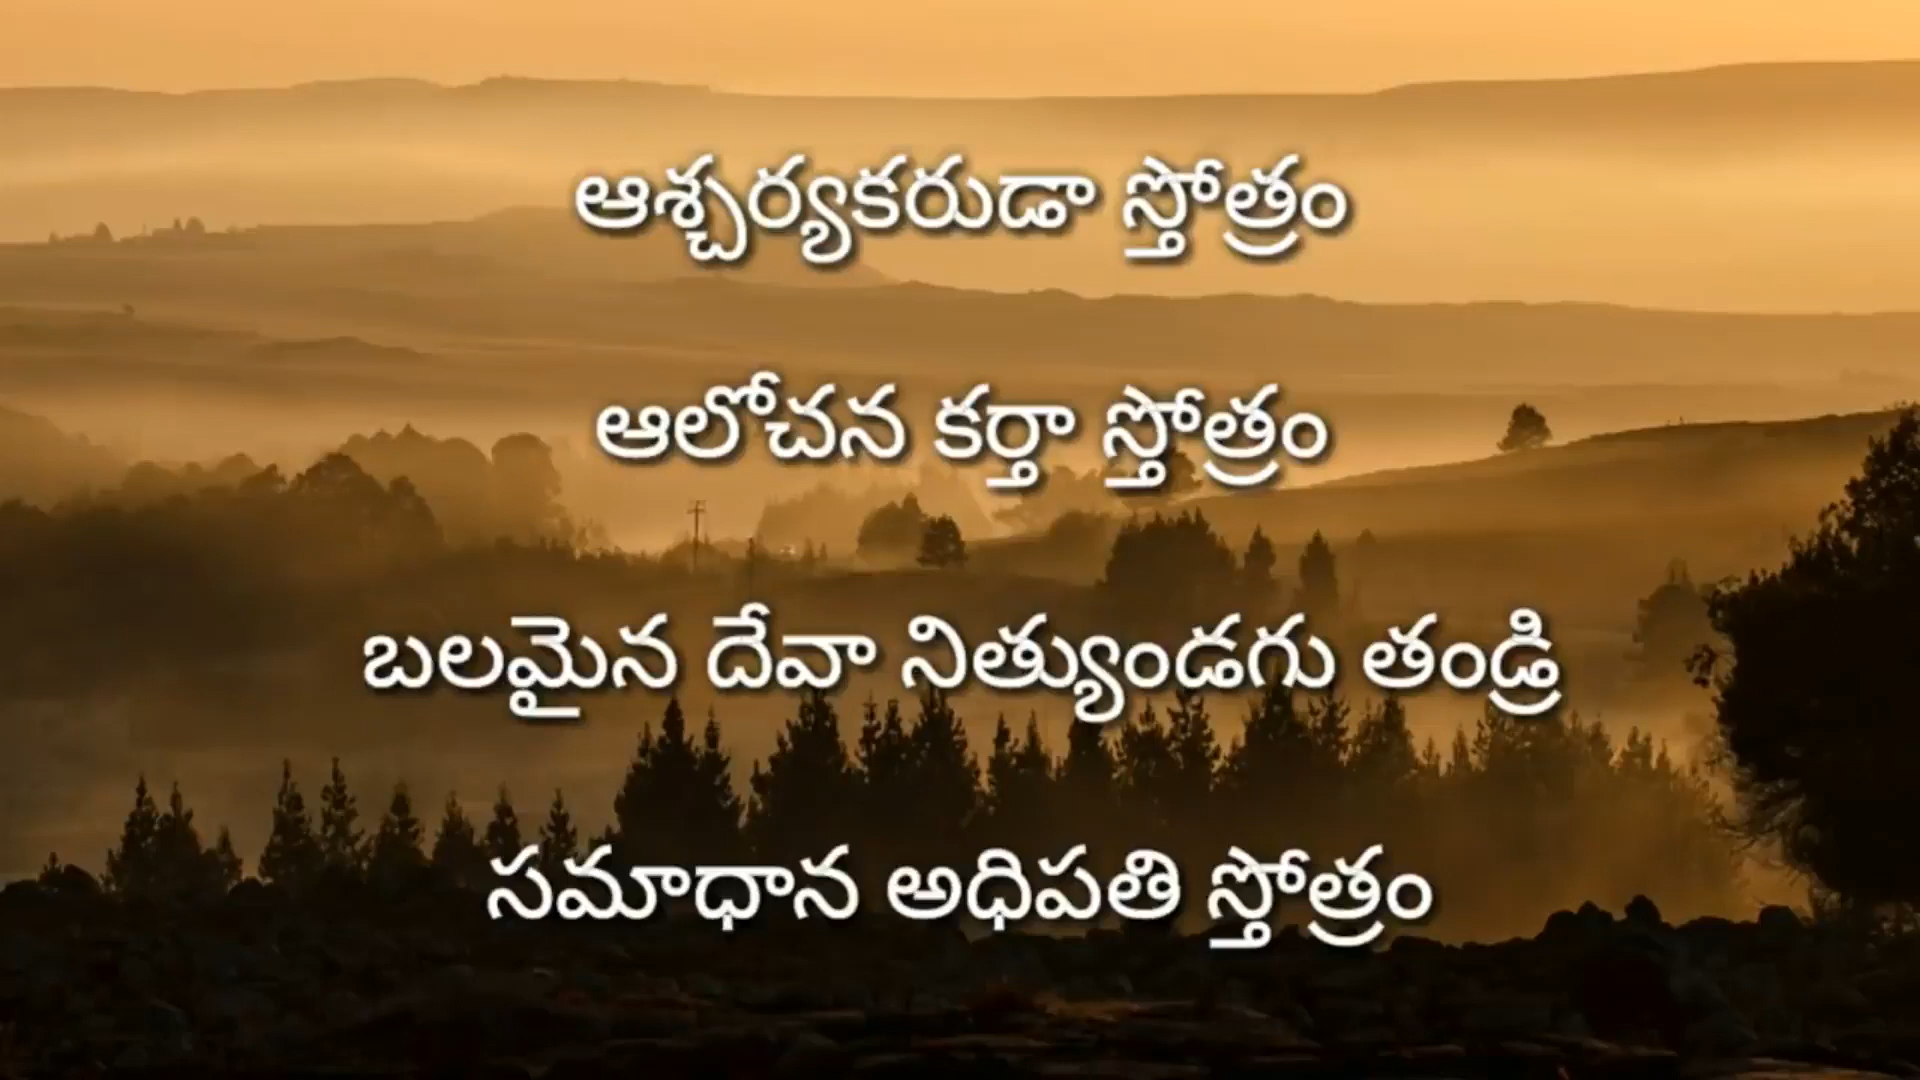 ఆశ్చర్యకరుడా స్తోత్రం
ఆలోచన కర్తా స్తోత్రం
బలమైన దేవా నిత్యుండగు తండ్రి
సమాధాన అధిపతి స్తోత్రం